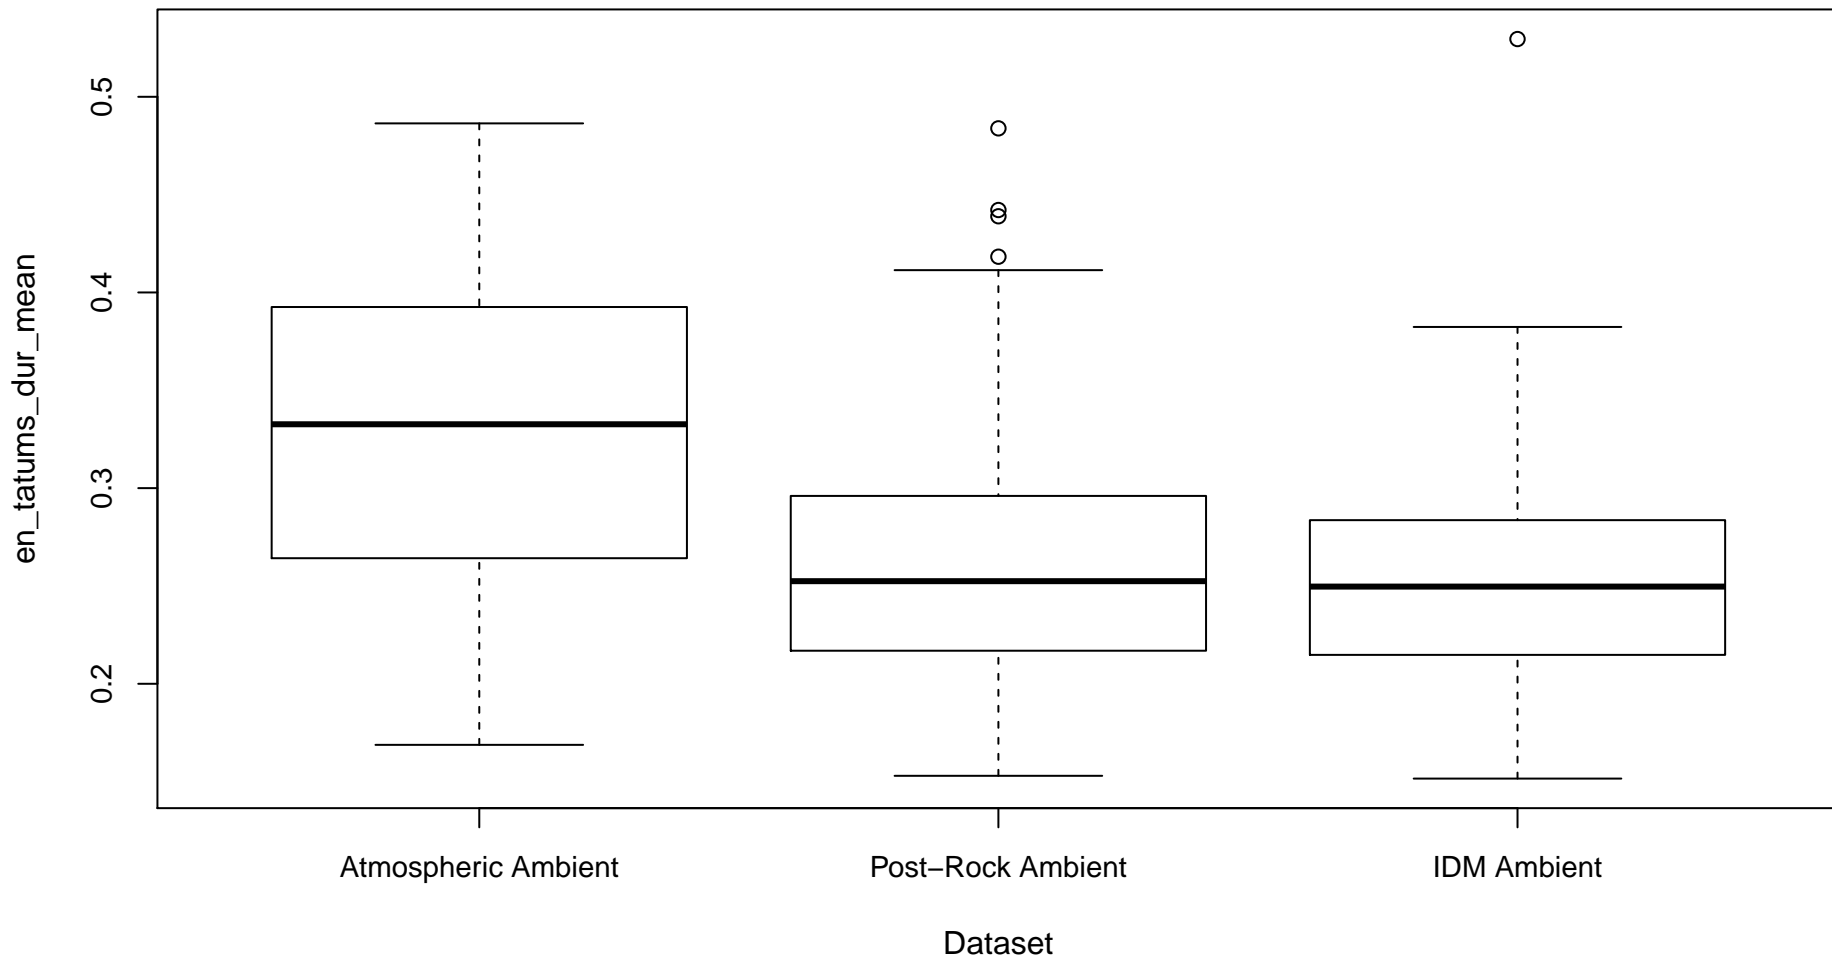 en_tatums_dur_mean
0.5
0.4
0.3
0.2
Atmospheric Ambient
Post−Rock Ambient
IDM Ambient
Dataset